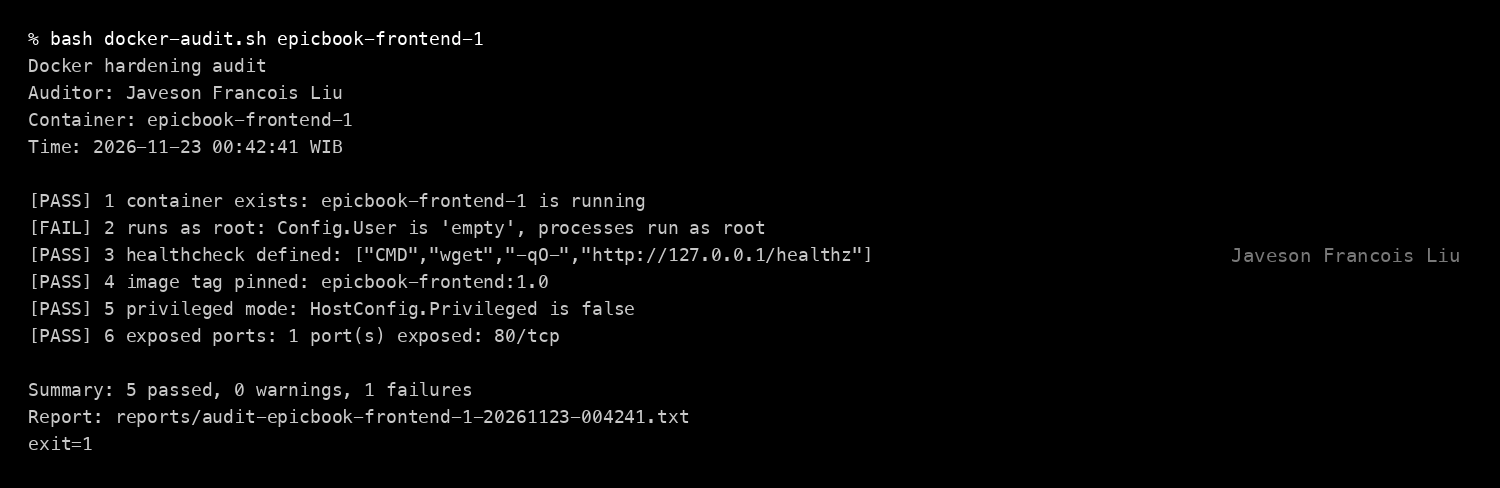 % bash docker-audit.sh epicbook-frontend-1
Docker hardening audit
Auditor: Javeson Francois Liu
Container: epicbook-frontend-1
Time: 2026-11-23 00:42:41 WIB
[PASS] 1 container exists: epicbook-frontend-1 is running
[FAIL] 2 runs as root: Config.User is 'empty', processes run as root
[PASS] 3 healthcheck defined: ["CMD","wget","-qO-","http://127.0.0.1/healthz"]
Javeson Francois Liu
[PASS] 4 image tag pinned: epicbook-frontend:1.0
[PASS] 5 privileged mode: HostConfig.Privileged is false
[PASS] 6 exposed ports: 1 port(s) exposed: 80/tcp
Summary: 5 passed, 0 warnings, 1 failures
Report: reports/audit-epicbook-frontend-1-20261123-004241.txt
exit=1